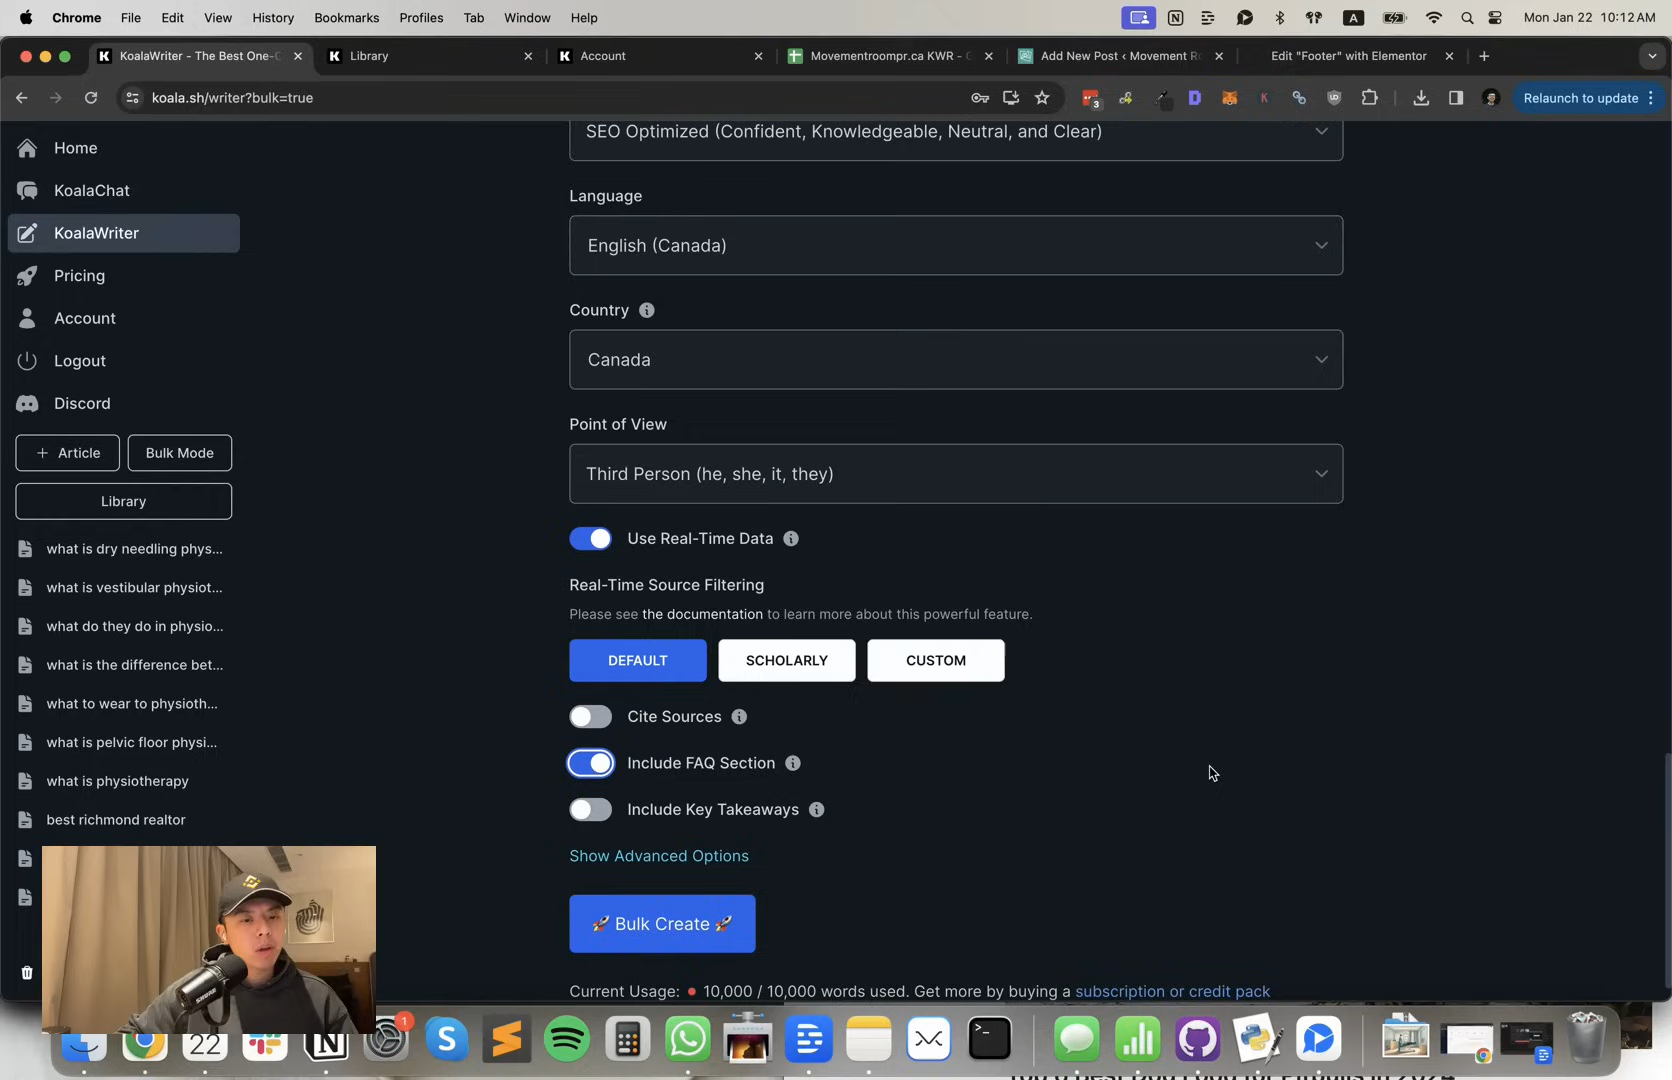 Chrome File Edit View History Bookmarks Profiles Tab Window Help
A
Mon Jan 22 10:12 AM
KoalaWriter - The Best One-C
Library
Account
Movementroompr.ca KWR - G
Add New Post ‹ Movement Ro
Edit "Footer" with Elementor
koala.sh/writer?bulk=true
3
Relaunch to update
Home
KoalaChat
KoalaWriter
Pricing
Account
Logout
Discord
+ Article
Bulk Mode
Library
what is dry needling phys...
what is vestibular physiot...
what do they do in physio...
what is the difference bet...
what to wear to physioth...
what is pelvic floor physi...
what is physiotherapy
best richmond realtor
SEO Optimized (Confident, Knowledgeable, Neutral, and Clear)
Language
English (Canada)
Country
Canada
Point of View
Third Person (he, she, it, they)
Use Real-Time Data
Real-Time Source Filtering
Please see the documentation to learn more about this powerful feature.
DEFAULT
SCHOLARLY
CUSTOM
Cite Sources
Include FAQ Section
Include Key Takeaways
Show Advanced Options
🚀 Bulk Create 🚀
Current Usage: 10,000 / 10,000 words used. Get more by buying a subscription or credit pack
SHURE
22
1